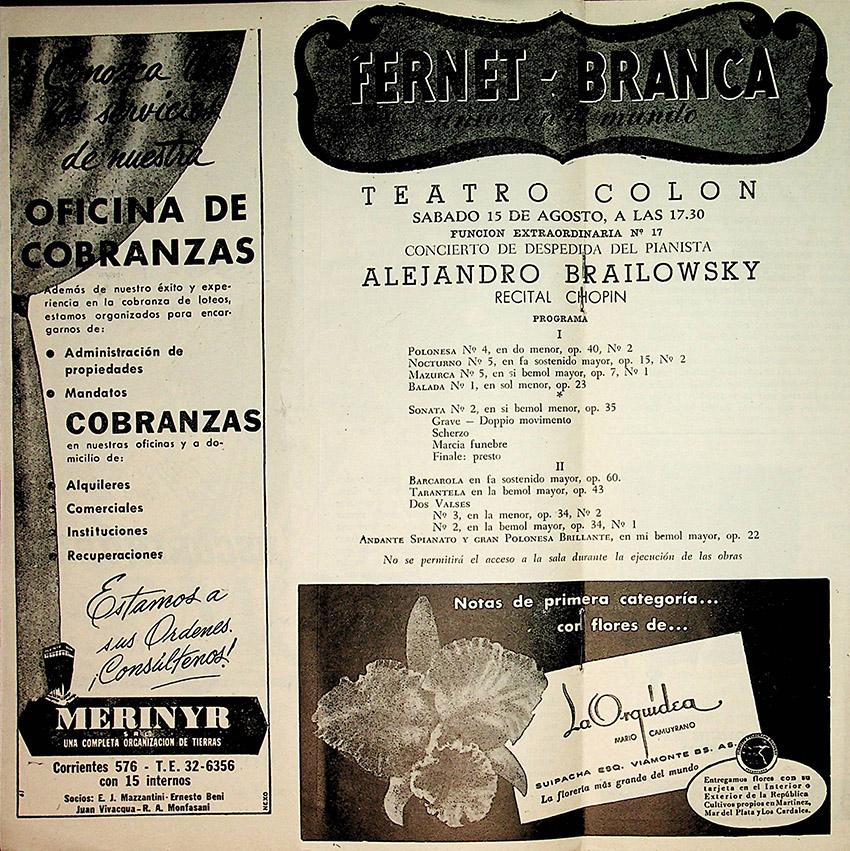 Conozca los
servicios
de nuestra
OFICINA DE
COBRANZAS
Además de nuestro éxito y expe-
riencia en la cobranza de loteos,
estamos organizados para encar-
garnos de:
● Administración de
propiedades
● Mandatos
COBRANZAS
en nuestras oficinas y a do-
micilio de:
● Alquileres
● Comerciales
● Instituciones
● Recuperaciones
Estamos a
sus Ordenes.
¡Consúltenos!
MERINYR
S R L
UNA COMPLETA ORGANIZACION DE TIERRAS
Corrientes 576 - T.E. 32-6356
con 15 internos
Socios: E. J. Mazzantini - Ernesto Beni
Juan Vivacqua - R. A. Monfasani
NEXO
FERNET - BRANCA
único en el mundo
TEATRO COLON
SABADO 15 DE AGOSTO, A LAS 17.30
FUNCION EXTRAORDINARIA Nº 17
CONCIERTO DE DESPEDIDA DEL PIANISTA
ALEJANDRO BRAILOWSKY
RECITAL CHOPIN
PROGRAMA
I
POLONESA Nº 4, en do menor, op. 40, Nº 2
NOCTURNO Nº 5, en fa sostenido mayor, op. 15, Nº 2
MAZURCA Nº 5, en si bemol mayor, op. 7, Nº 1
BALADA Nº 1, en sol menor, op. 23
*
SONATA Nº 2, en si bemol menor, op. 35
Grave — Doppio movimento
Scherzo
Marcia funebre
Finale: presto
II
BARCAROLA en fa sostenido mayor, op. 60.
TARANTELA en la bemol mayor, op. 43
DOS VALSES
Nº 3, en la menor, op. 34, Nº 2
Nº 2, en la bemol mayor, op. 34, Nº 1
ANDANTE SPIANATO Y GRAN POLONESA BRILLANTE, en mi bemol mayor, op. 22
No se permitirá el acceso a la sala durante la ejecución de las obras
Notas de primera categoría...
con flores de...
La Orquídea
MARIO CAMUYRANO
SUIPACHA ESQ. VIAMONTE BS. AS.
La florería más grande del mundo
Entregamos flores con su
tarjeta en el Interior o
Exterior de la República
Cultivos propios en Martinez,
Mar del Plata y Los Cardales.